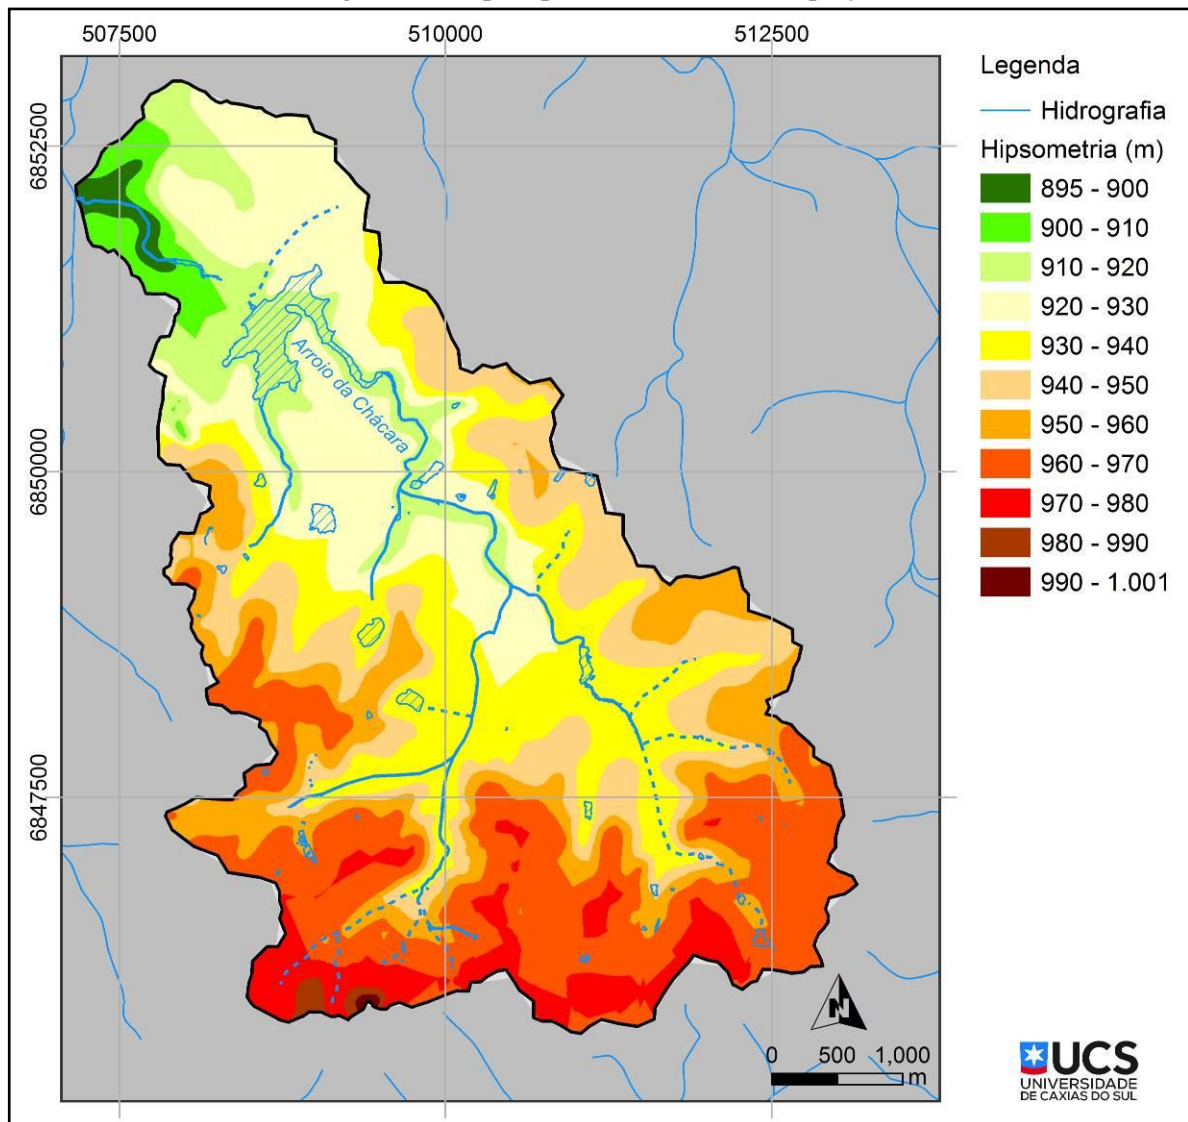 507500 510000 512500
6852500
6850000
6847500
Arroio da Chácara
Legenda
Hidrografia
Hipsometria (m)
895 - 900
900 - 910
910 - 920
920 - 930
930 - 940
940 - 950
950 - 960
960 - 970
970 - 980
980 - 990
990 - 1.001
N
0 500 1,000
m
UCS
UNIVERSIDADE
DE CAXIAS DO SUL